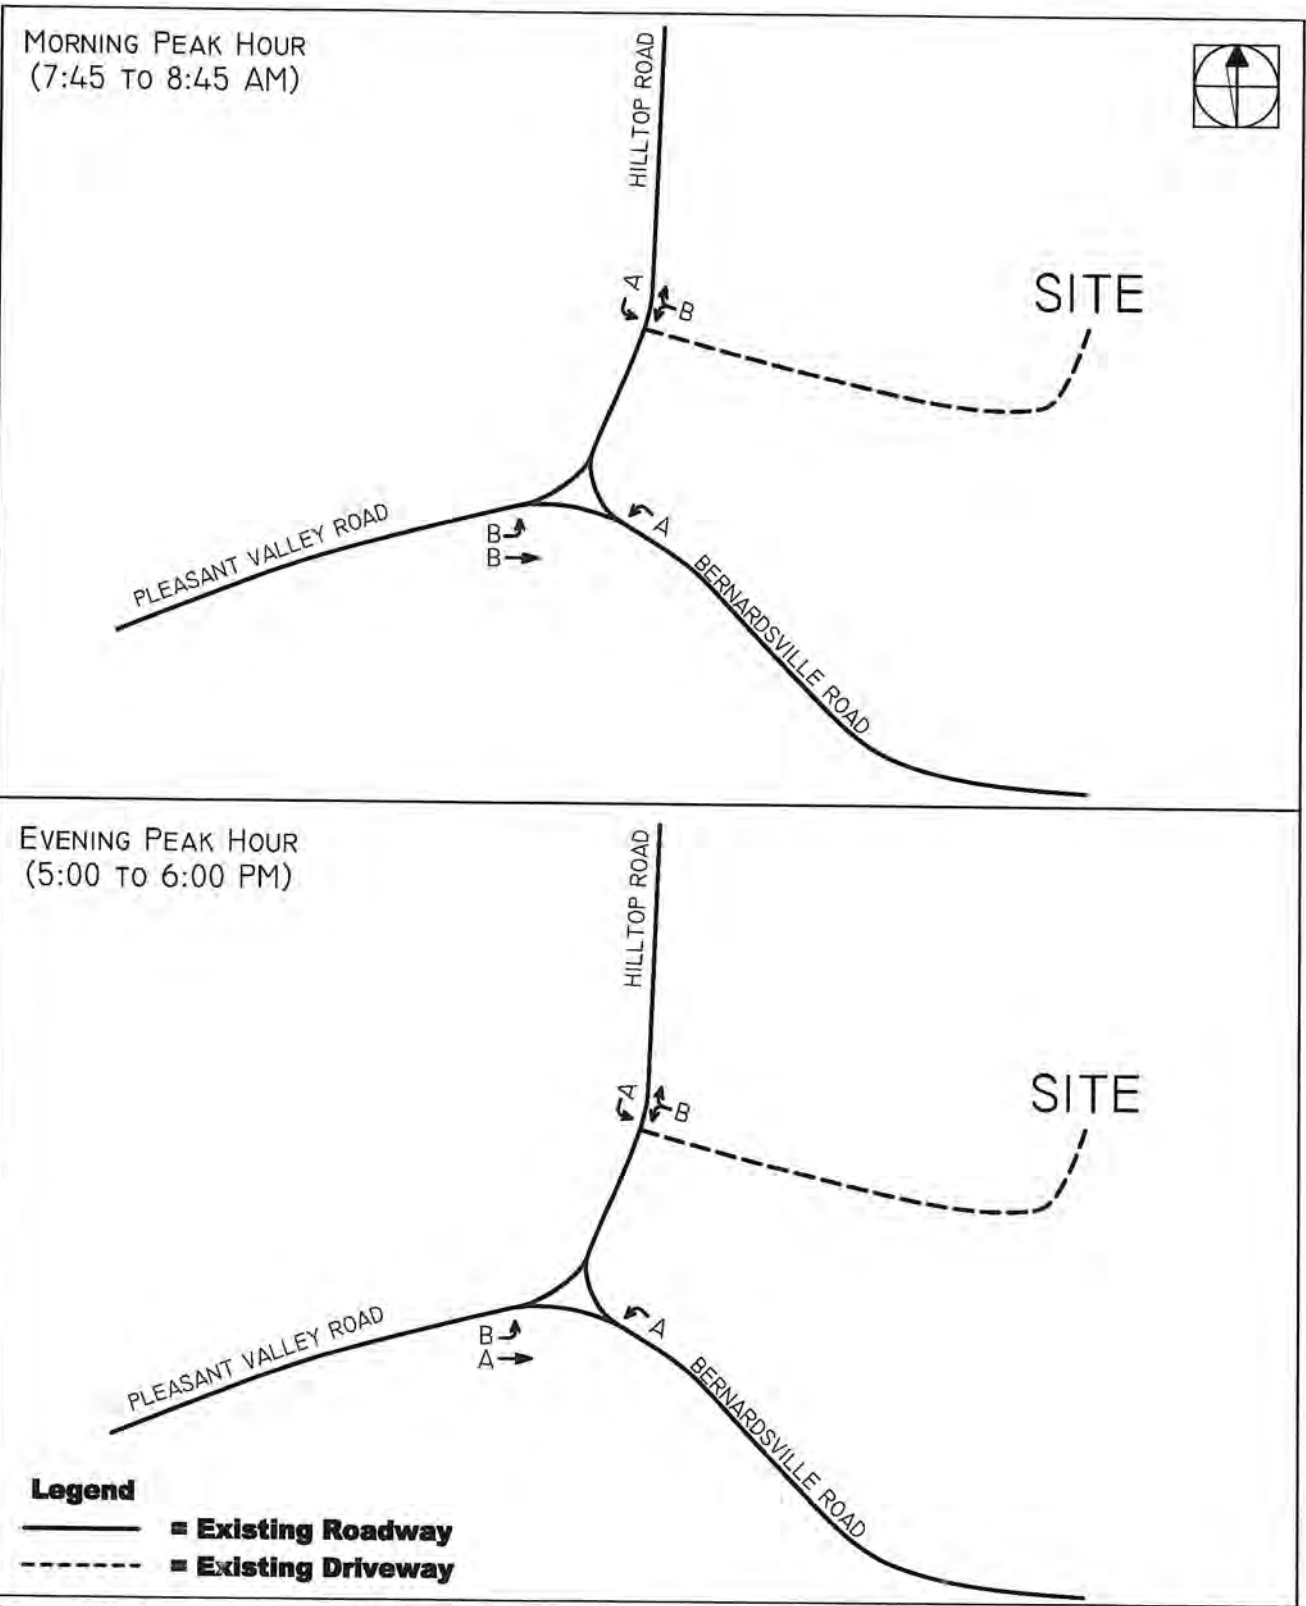 MORNING PEAK HOUR
(7:45 TO 8:45 AM)
HILLTOP ROAD
SITE
A
B
PLEASANT VALLEY ROAD
B
B
A
BERNARDSVILLE ROAD
EVENING PEAK HOUR
(5:00 TO 6:00 PM)
HILLTOP ROAD
SITE
A
B
PLEASANT VALLEY ROAD
B
A
A
BERNARDSVILLE ROAD
Legend
= Existing Roadway
= Existing Driveway